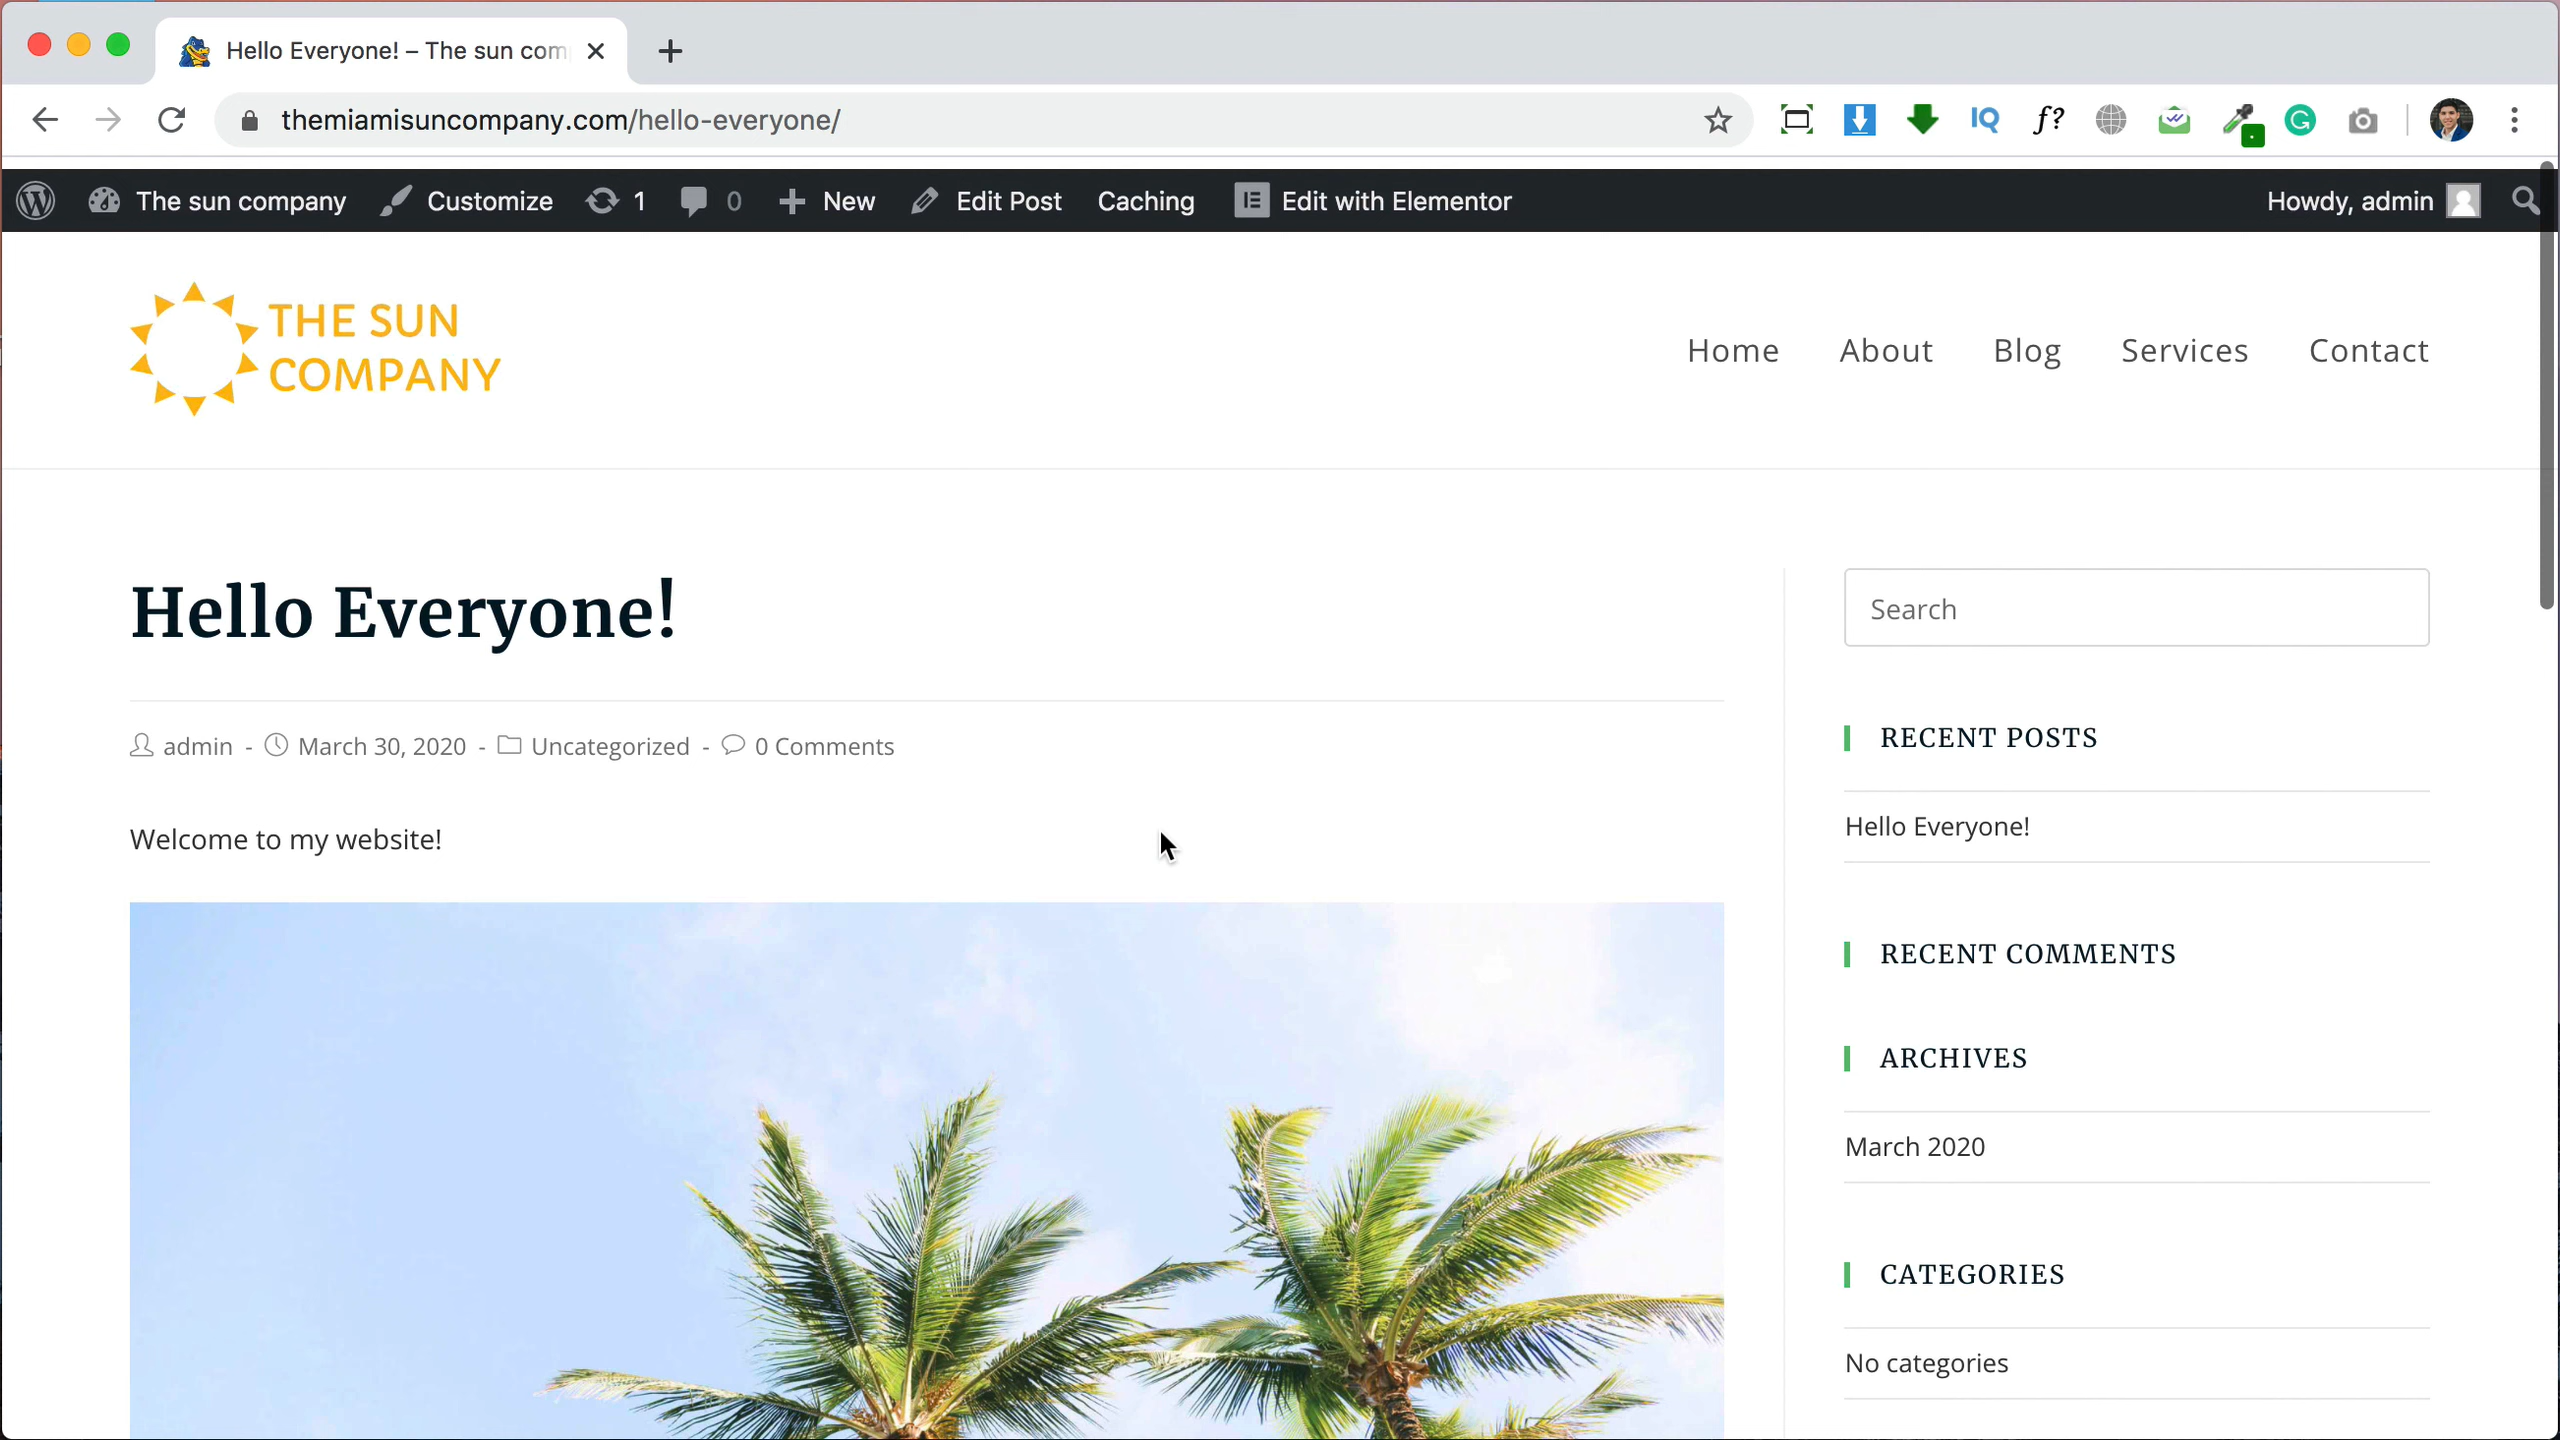 Hello Everyone! – The sun com
themiamisuncompany.com/hello-everyone/
IQ f?
The sun company Customize 1 0 New Edit Post Caching Edit with Elementor Howdy, admin
THE SUN
COMPANY
Home About Blog Services Contact
Hello Everyone!
admin - March 30, 2020 - Uncategorized - 0 Comments
Welcome to my website!
Search
RECENT POSTS
Hello Everyone!
RECENT COMMENTS
ARCHIVES
March 2020
CATEGORIES
No categories